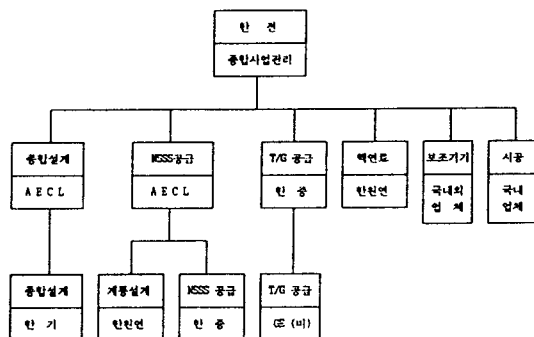 한 전
종합사업관리
종합설계
AECL
NSSS공급
AECL
T/G 공급
한 중
핵연료
한원연
보조기기
국내외
업 체
시공
국내
업체
종합설계
한 기
계통설계
한원연
NSSS 공급
한 중
T/G 공급
GE (미)